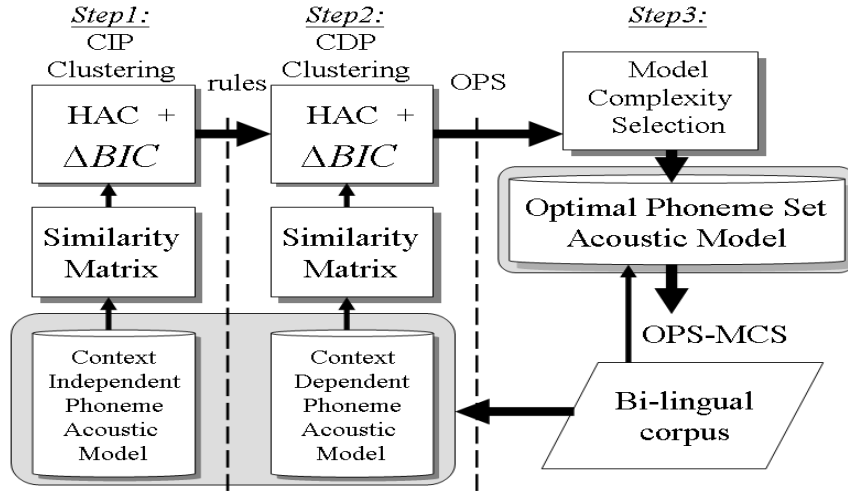 Step1:
CIP
Clustering
HAC +
ΔBIC
Similarity
Matrix
Context
Independent
Phoneme
Acoustic
Model
rules
Step2:
CDP
Clustering
HAC +
ΔBIC
Similarity
Matrix
Context
Dependent
Phoneme
Acoustic
Model
OPS
Step3:
Model
Complexity
Selection
Optimal Phoneme Set
Acoustic Model
OPS-MCS
Bi-lingual
corpus